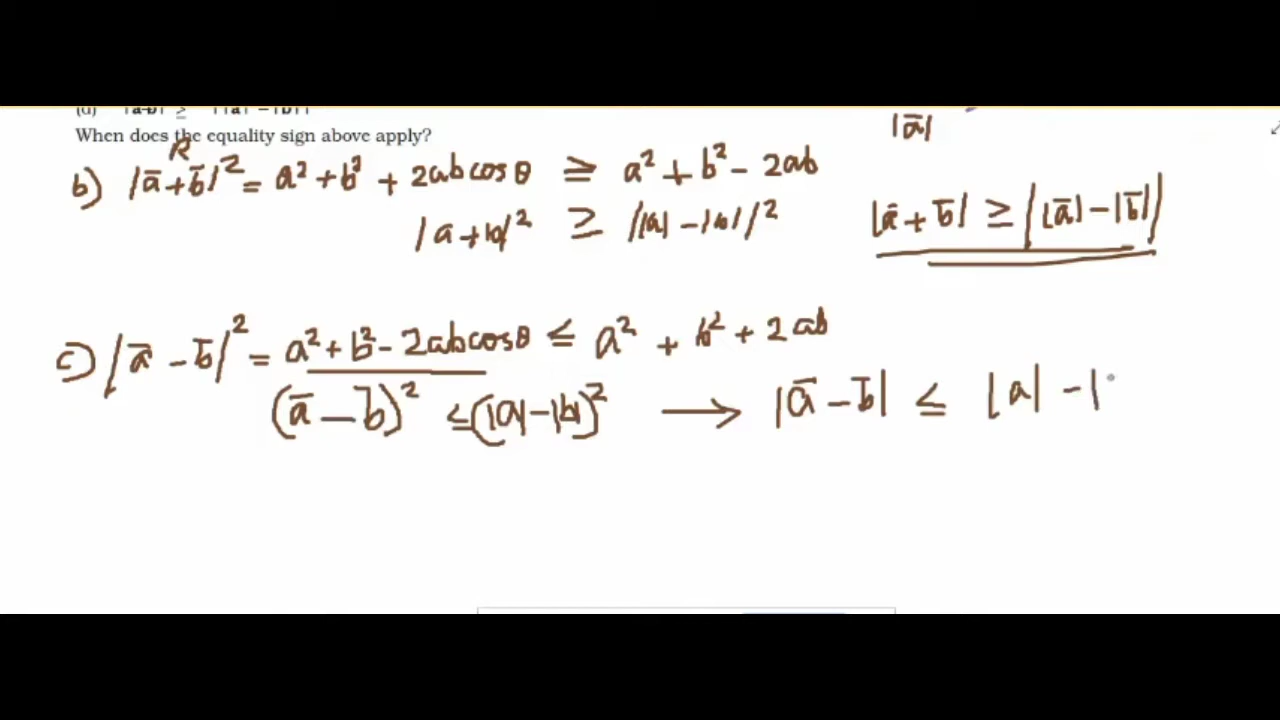 (d) |a-b| ≥ ||a| − |b||
When does the equality sign above apply?
|a̅|
R
b) |a̅ + b̅|² = a² + b² + 2ab cos θ ≥ a² + b² − 2ab
|a + b|² ≥ ||a| − |b||²
|a̅ + b̅| ≥ ||a̅| − |b̅||
c) |a̅ − b̅|² = a² + b² − 2ab cos θ ≤ a² + b² + 2ab
(a̅ − b̅)² ≤ (|a| − |b|)² → |a̅ − b̅| ≤ |a| − |